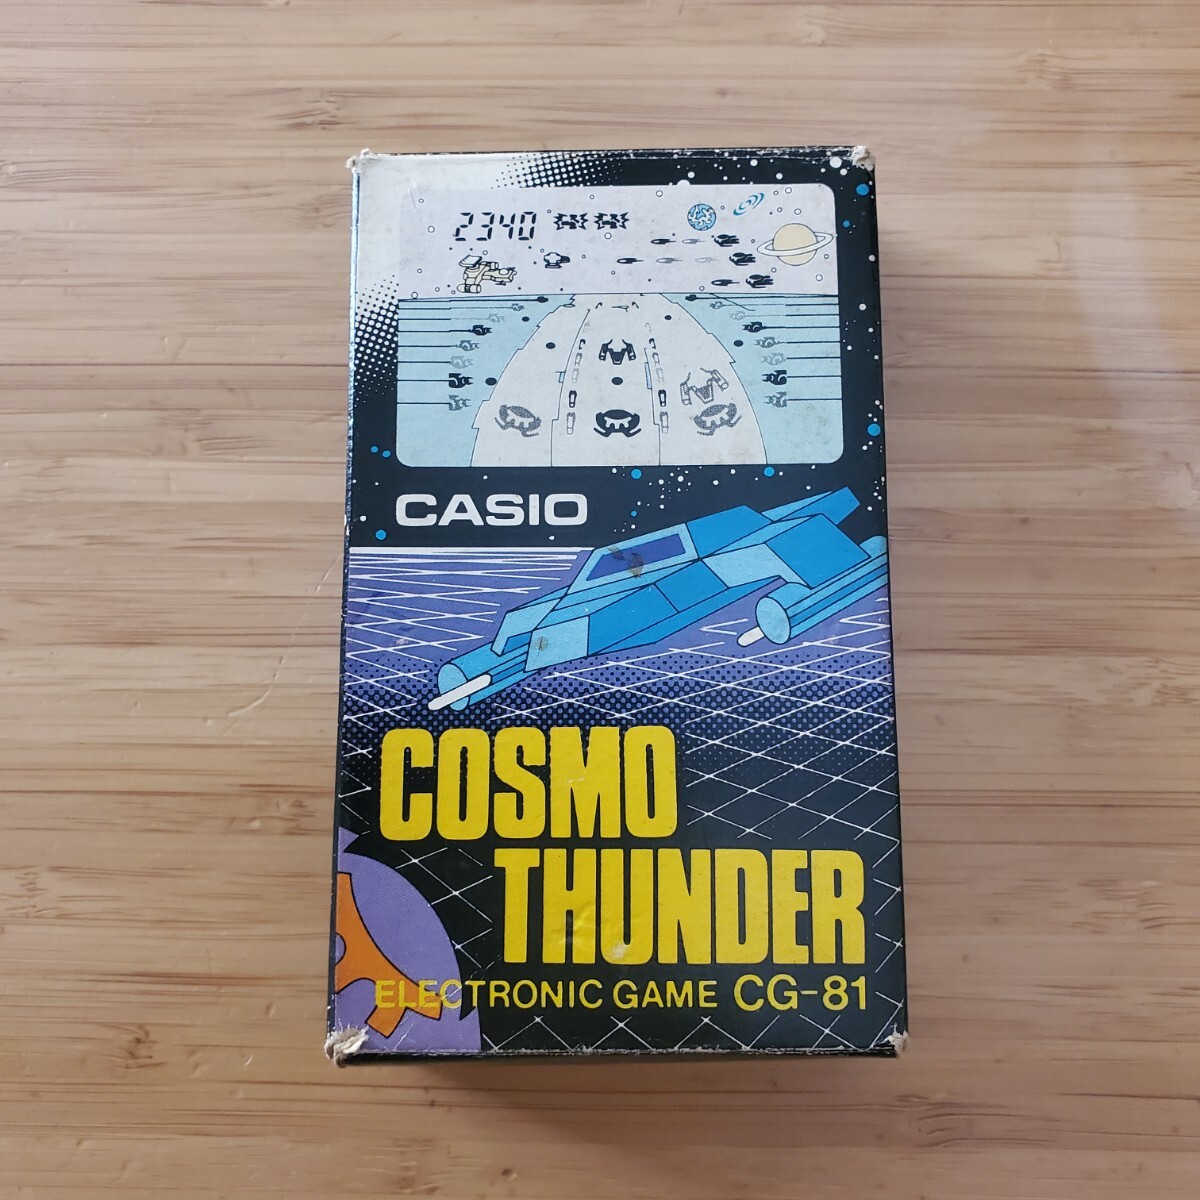 2340
CASIO
COSMO
THUNDER
ELECTRONIC GAME CG-81